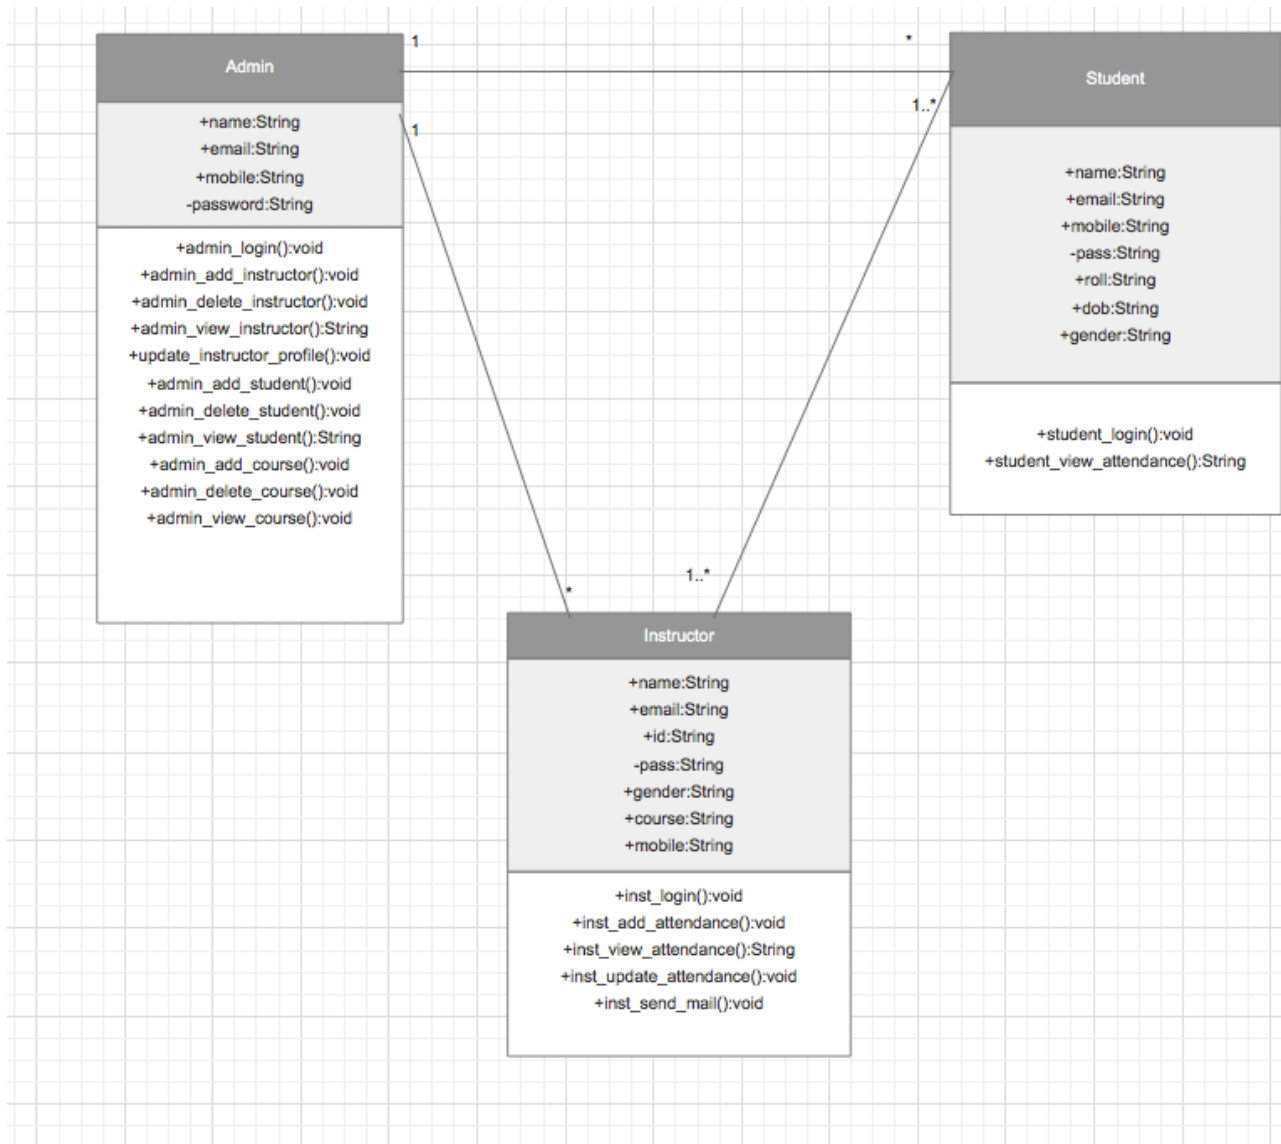 Admin
+name:String
+email:String
+mobile:String
-password:String
+admin_login():void
+admin_add_instructor():void
+admin_delete_instructor():void
+admin_view_instructor():String
+update_instructor_profile():void
+admin_add_student():void
+admin_delete_student():void
+admin_view_student():String
+admin_add_course():void
+admin_delete_course():void
+admin_view_course():void
1
*
1
1..*
Student
+name:String
+email:String
+mobile:String
-pass:String
+roll:String
+dob:String
+gender:String
+student_login():void
+student_view_attendance():String
*
1..*
Instructor
+name:String
+email:String
+id:String
-pass:String
+gender:String
+course:String
+mobile:String
+inst_login():void
+inst_add_attendance():void
+inst_view_attendance():String
+inst_update_attendance():void
+inst_send_mail():void